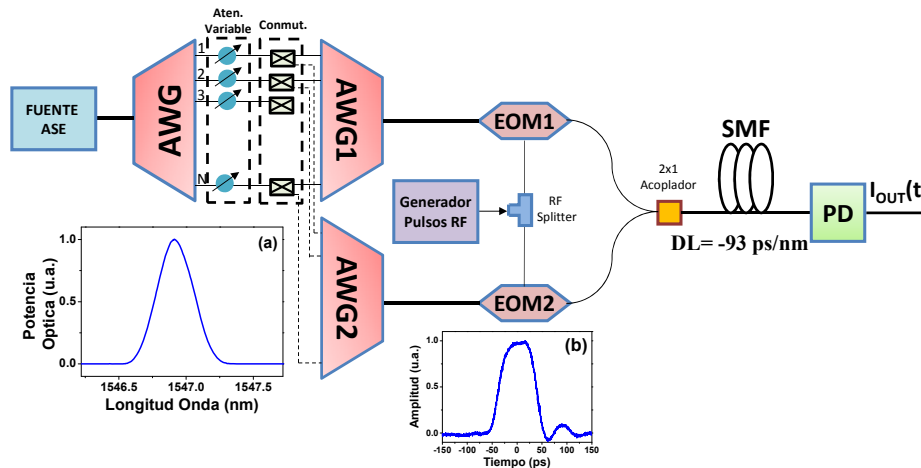 Aten.
Variable
Conmut.
FUENTE
ASE
AWG
1
2
3
N
AWG1
AWG2
EOM1
EOM2
Generador
Pulsos RF
RF
Splitter
2x1
Acoplador
SMF
DL= -93 ps/nm
PD
I_OUT(t
(a)
Potencia
Optica (u.a.)
1.0
0.5
0.0
1546.5
1547.0
1547.5
Longitud Onda (nm)
(b)
Amplitud (u.a.)
1.0
0.5
0.0
-150
-100
-50
0
50
100
150
Tiempo (ps)